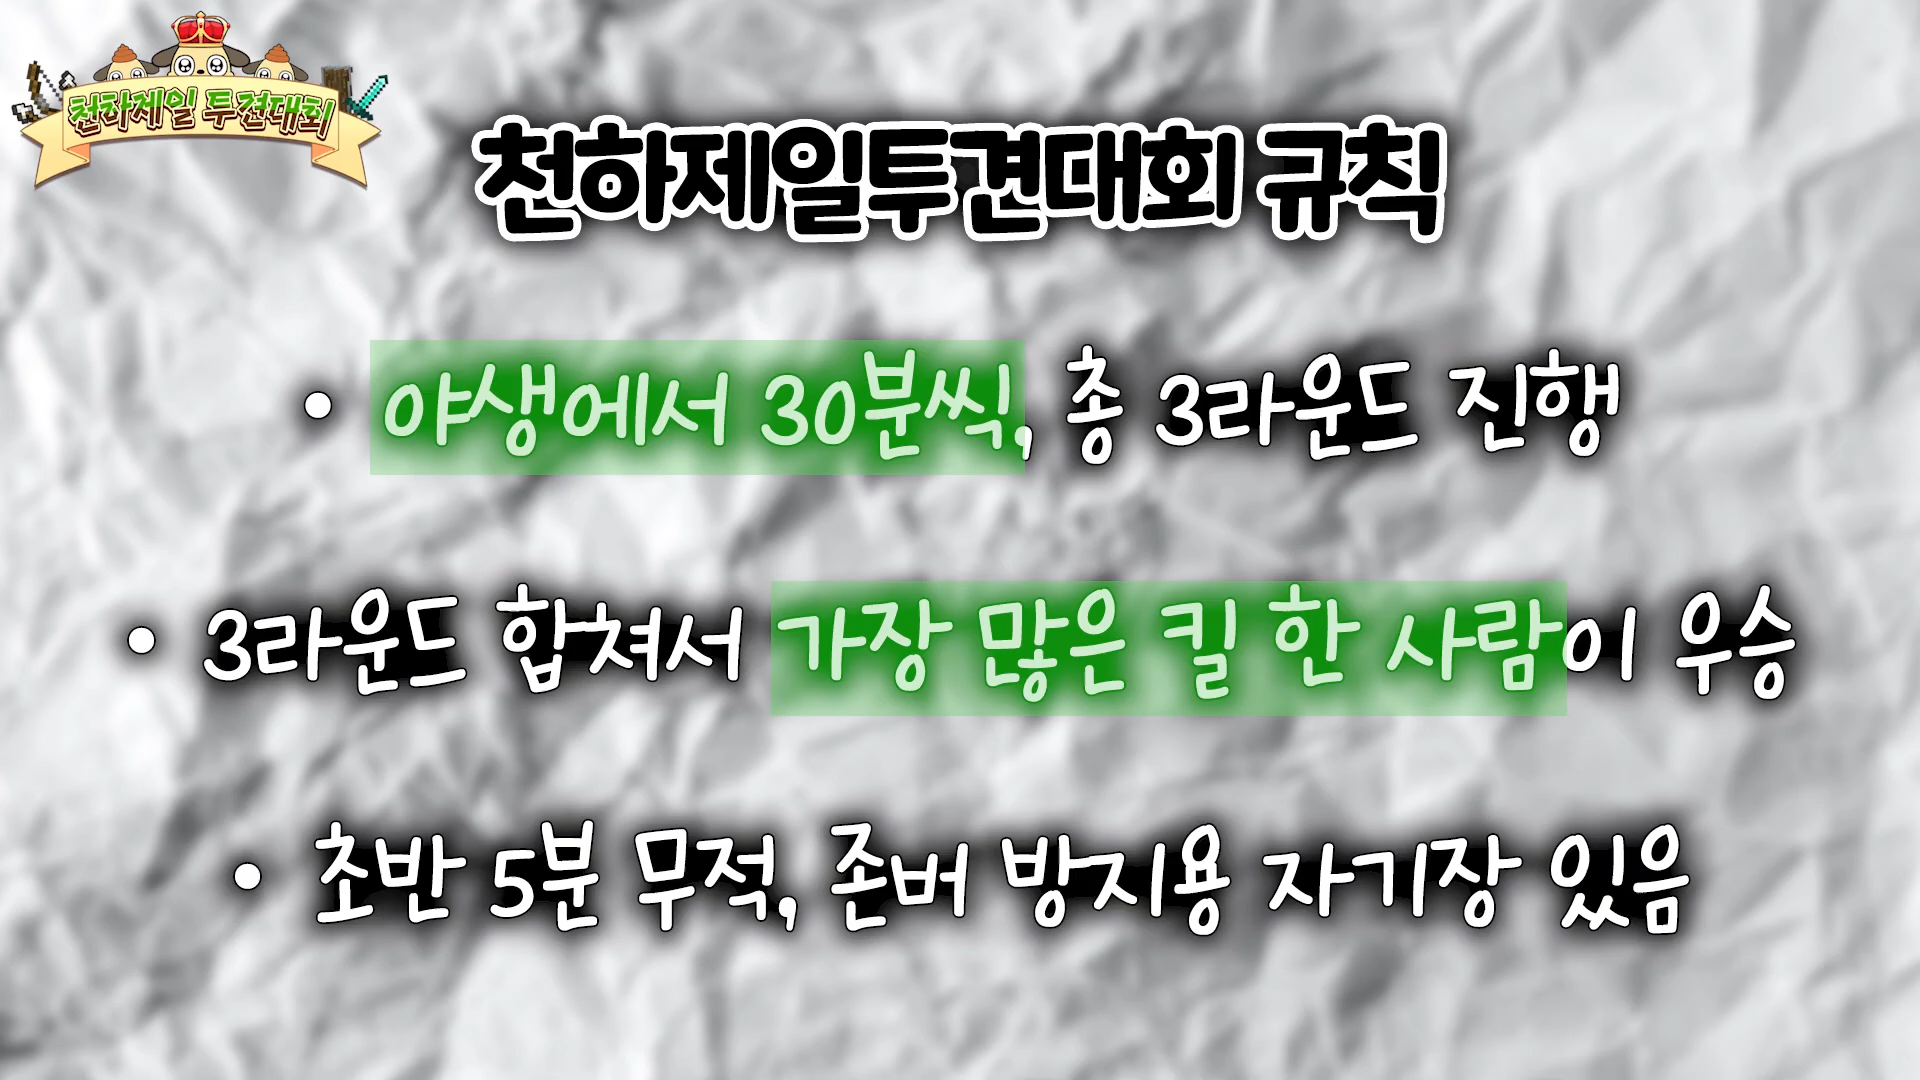 천하제일 투견대회
천하제일투견대회 규칙
• 야생에서 30분씩, 총 3라운드 진행
• 3라운드 합쳐서 가장 많은 킬 한 사람이 우승
• 초반 5분 무적, 존버 방지용 자기장 있음